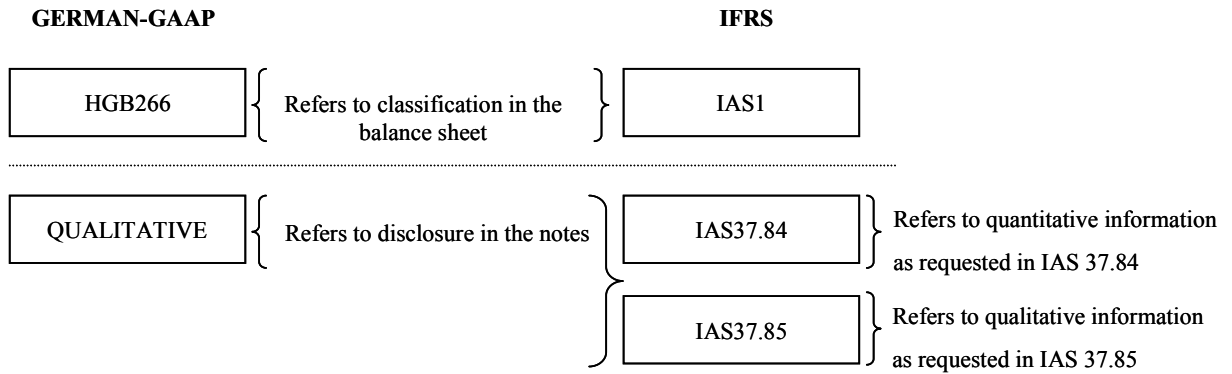 GERMAN-GAAP
IFRS
HGB266
Refers to classification in the
balance sheet
IAS1
QUALITATIVE
Refers to disclosure in the notes
IAS37.84
Refers to quantitative information
as requested in IAS 37.84
IAS37.85
Refers to qualitative information
as requested in IAS 37.85